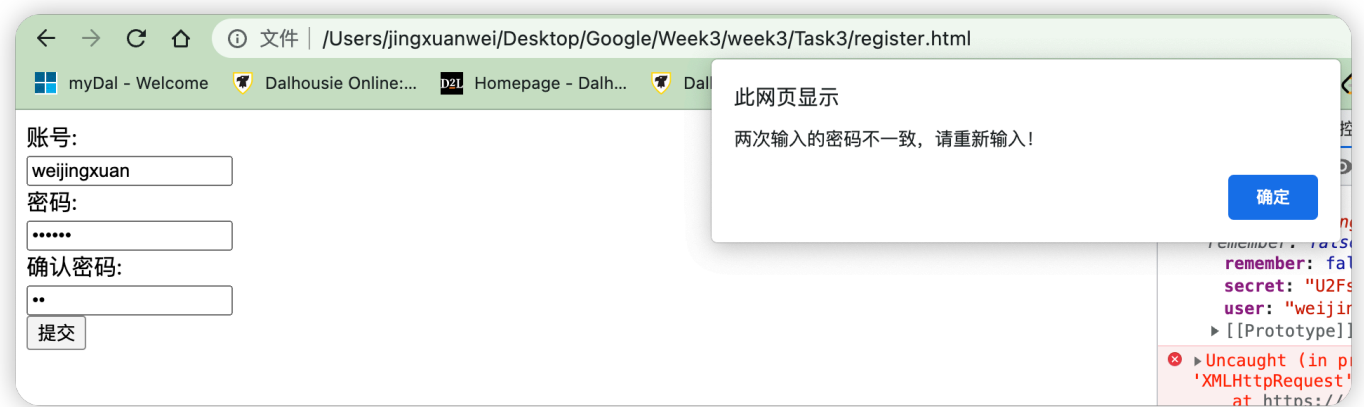 文件 /Users/jingxuanwei/Desktop/Google/Week3/week3/Task3/register.html
myDal - Welcome Dalhousie Online:... D2L Homepage - Dalh...
此网页显示
两次输入的密码不一致，请重新输入！
确定
账号:
weijingxuan
密码:
••••••
确认密码:
••
提交
控
remember:
remember: fal
secret: "U2Fs
user: "weijin
[[Prototype]]
Uncaught (in pr
'XMLHttpRequest'
at https://